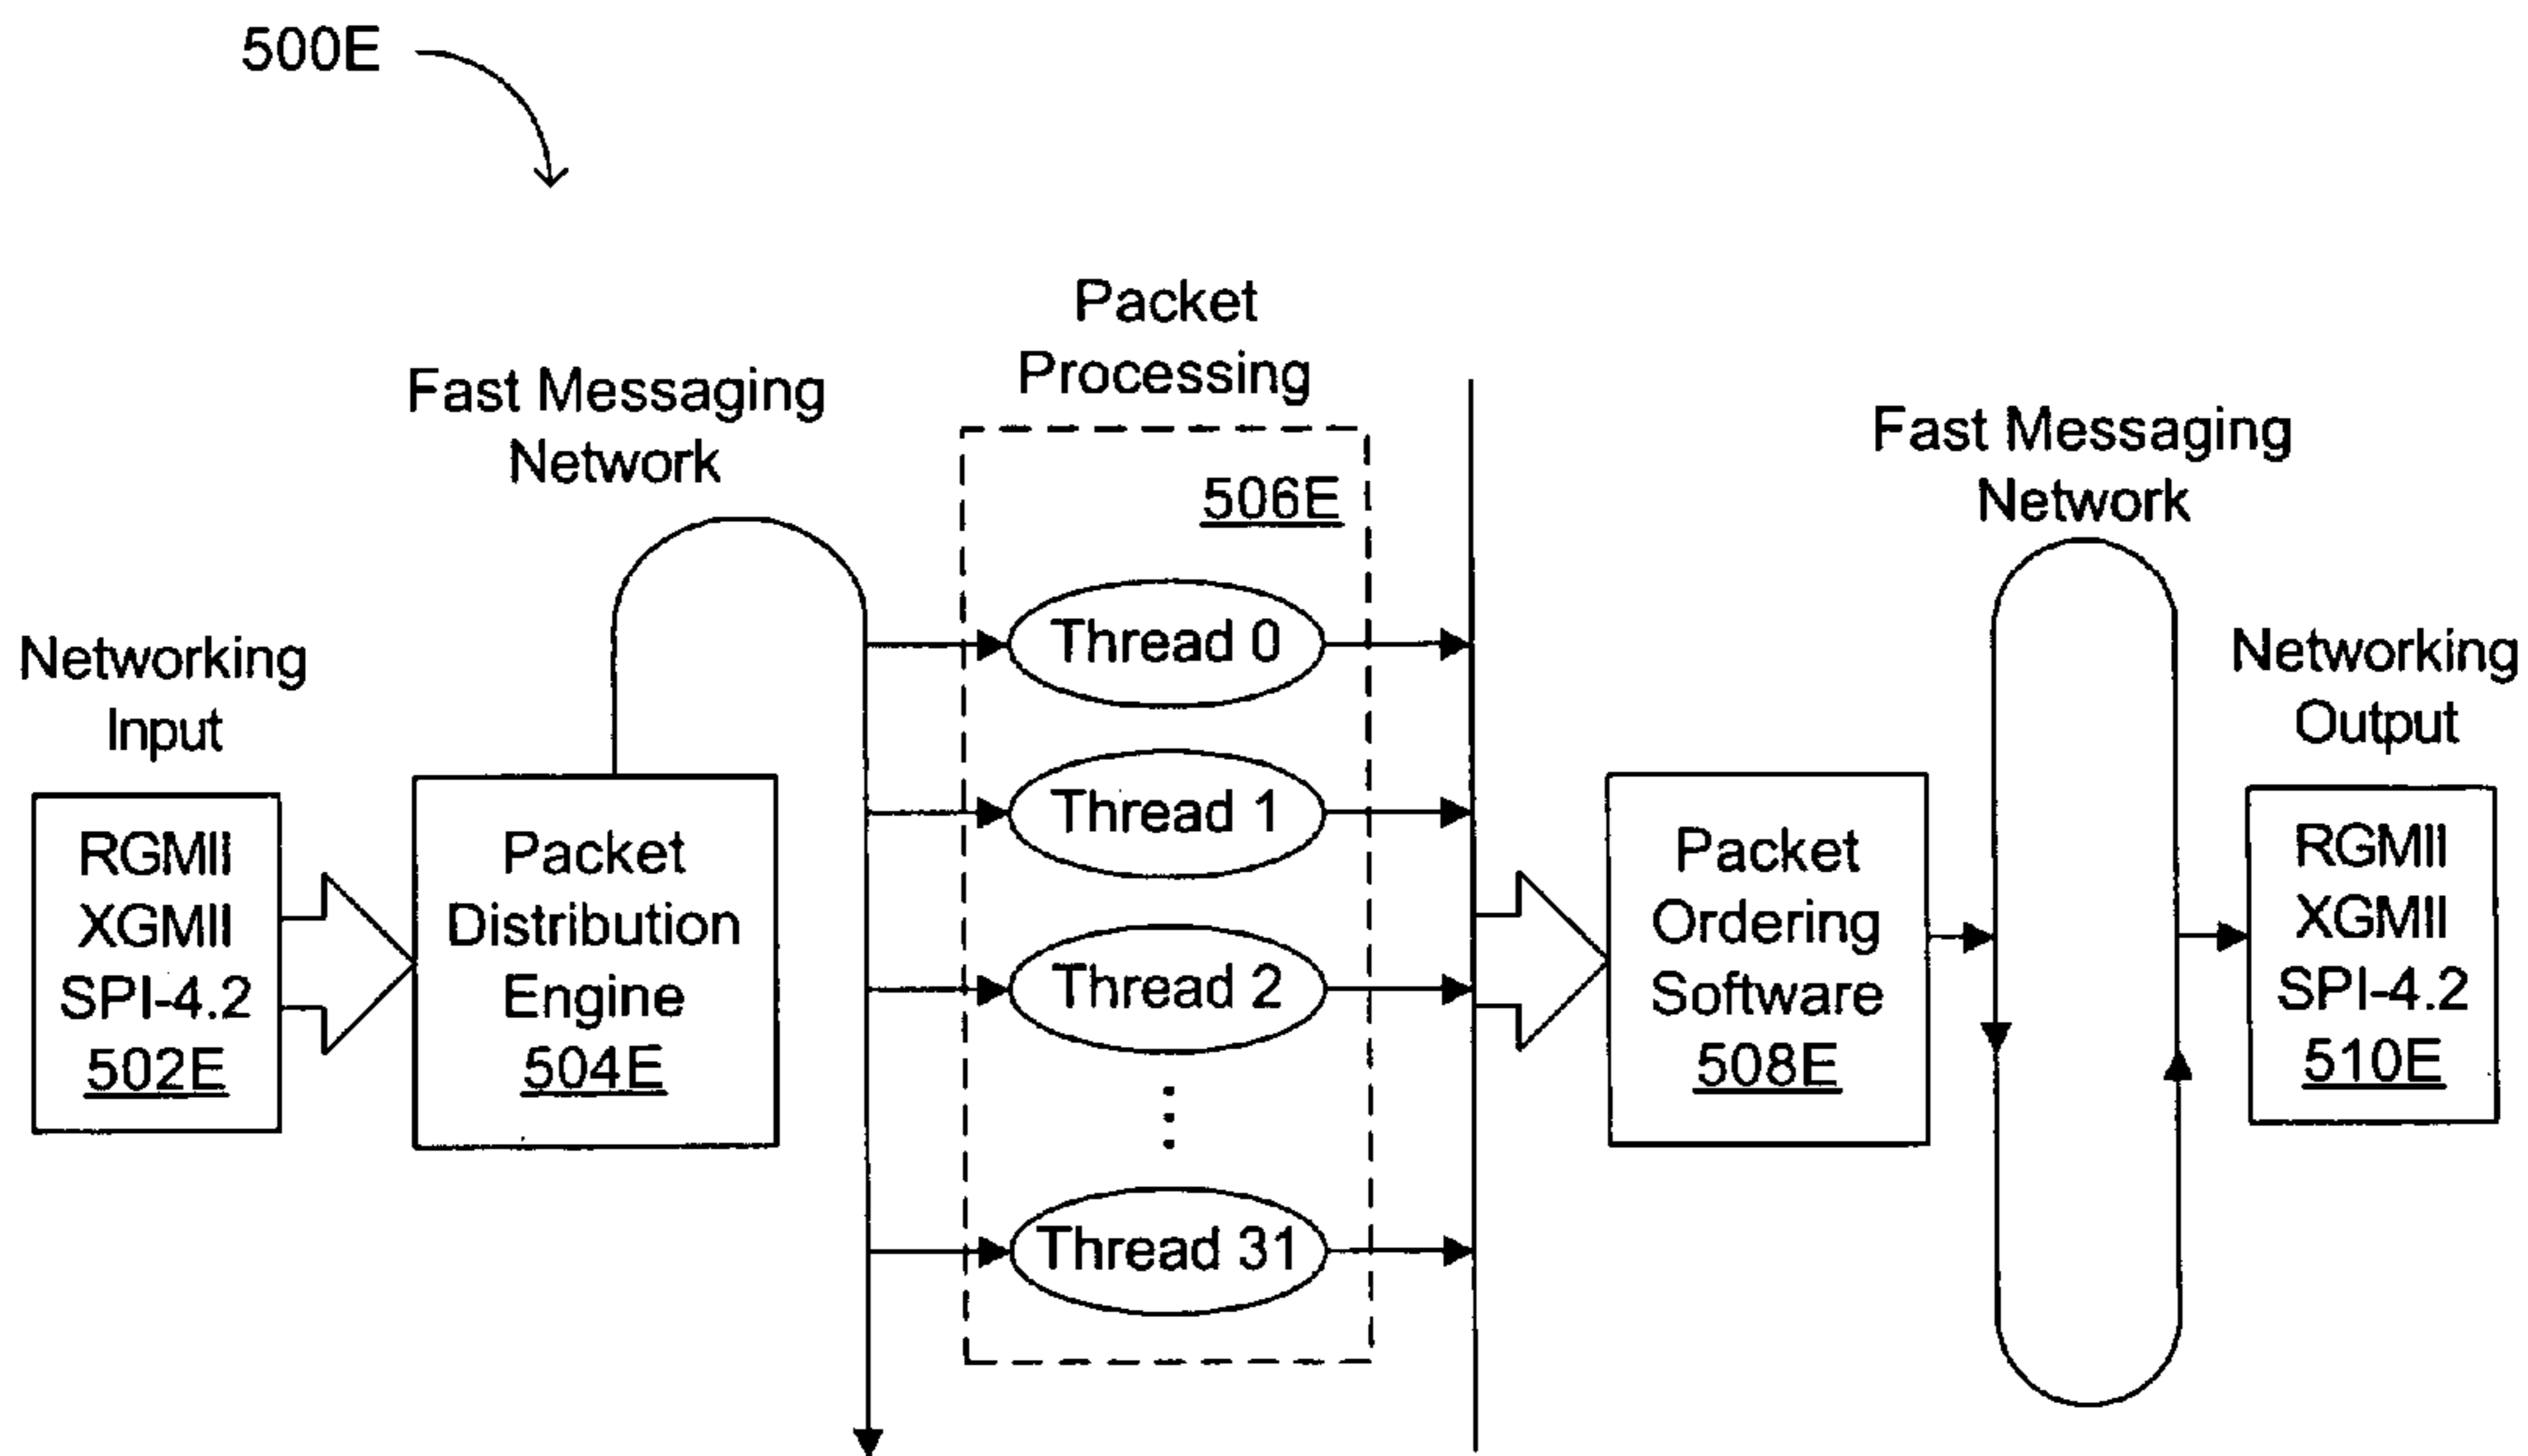 500E
Networking
Input
RGMII
XGMII
SPI-4.2
502E
Fast Messaging
Network
Packet
Distribution
Engine
504E
Packet
Processing
506E
Thread 0
Thread 1
Thread 2
Thread 31
Packet
Ordering
Software
508E
Fast Messaging
Network
Networking
Output
RGMII
XGMII
SPI-4.2
510E